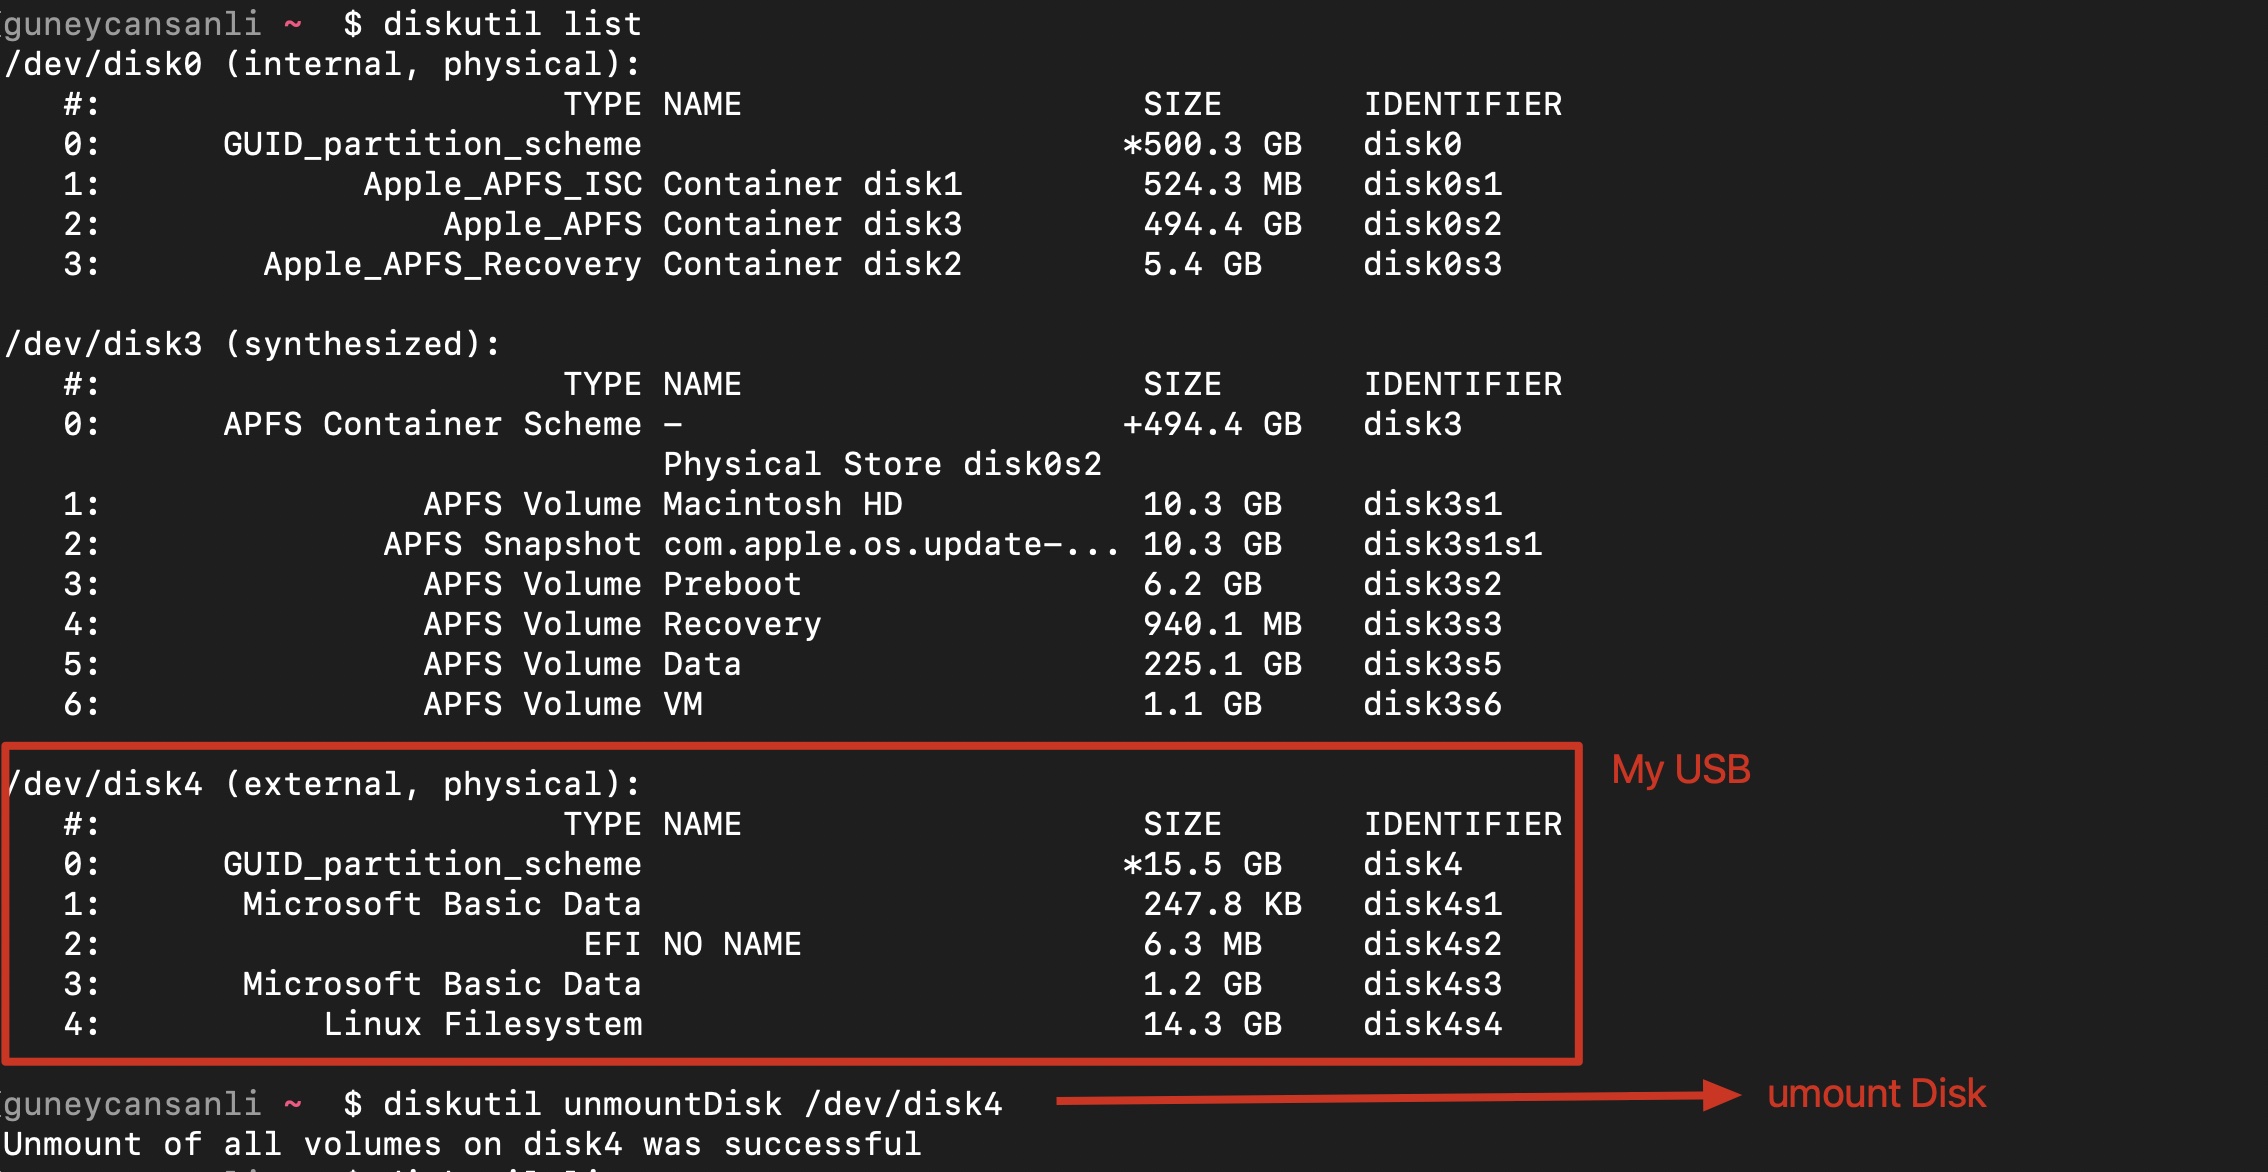 guneycansanli ~  $ diskutil list
/dev/disk0 (internal, physical):
   #:                       TYPE NAME                    SIZE       IDENTIFIER
   0:      GUID_partition_scheme                        *500.3 GB   disk0
   1:             Apple_APFS_ISC Container disk1         524.3 MB   disk0s1
   2:                 Apple_APFS Container disk3         494.4 GB   disk0s2
   3:        Apple_APFS_Recovery Container disk2         5.4 GB     disk0s3
/dev/disk3 (synthesized):
   #:                       TYPE NAME                    SIZE       IDENTIFIER
   0:      APFS Container Scheme -                      +494.4 GB   disk3
                                 Physical Store disk0s2
   1:                APFS Volume Macintosh HD            10.3 GB    disk3s1
   2:              APFS Snapshot com.apple.os.update-... 10.3 GB    disk3s1s1
   3:                APFS Volume Preboot                 6.2 GB     disk3s2
   4:                APFS Volume Recovery                940.1 MB   disk3s3
   5:                APFS Volume Data                    225.1 GB   disk3s5
   6:                APFS Volume VM                      1.1 GB     disk3s6
My USB
/dev/disk4 (external, physical):
   #:                       TYPE NAME                    SIZE       IDENTIFIER
   0:      GUID_partition_scheme                        *15.5 GB    disk4
   1:       Microsoft Basic Data                         247.8 KB   disk4s1
   2:                        EFI NO NAME                 6.3 MB     disk4s2
   3:       Microsoft Basic Data                         1.2 GB     disk4s3
   4:           Linux Filesystem                         14.3 GB    disk4s4
guneycansanli ~  $ diskutil unmountDisk /dev/disk4
umount Disk
Unmount of all volumes on disk4 was successful